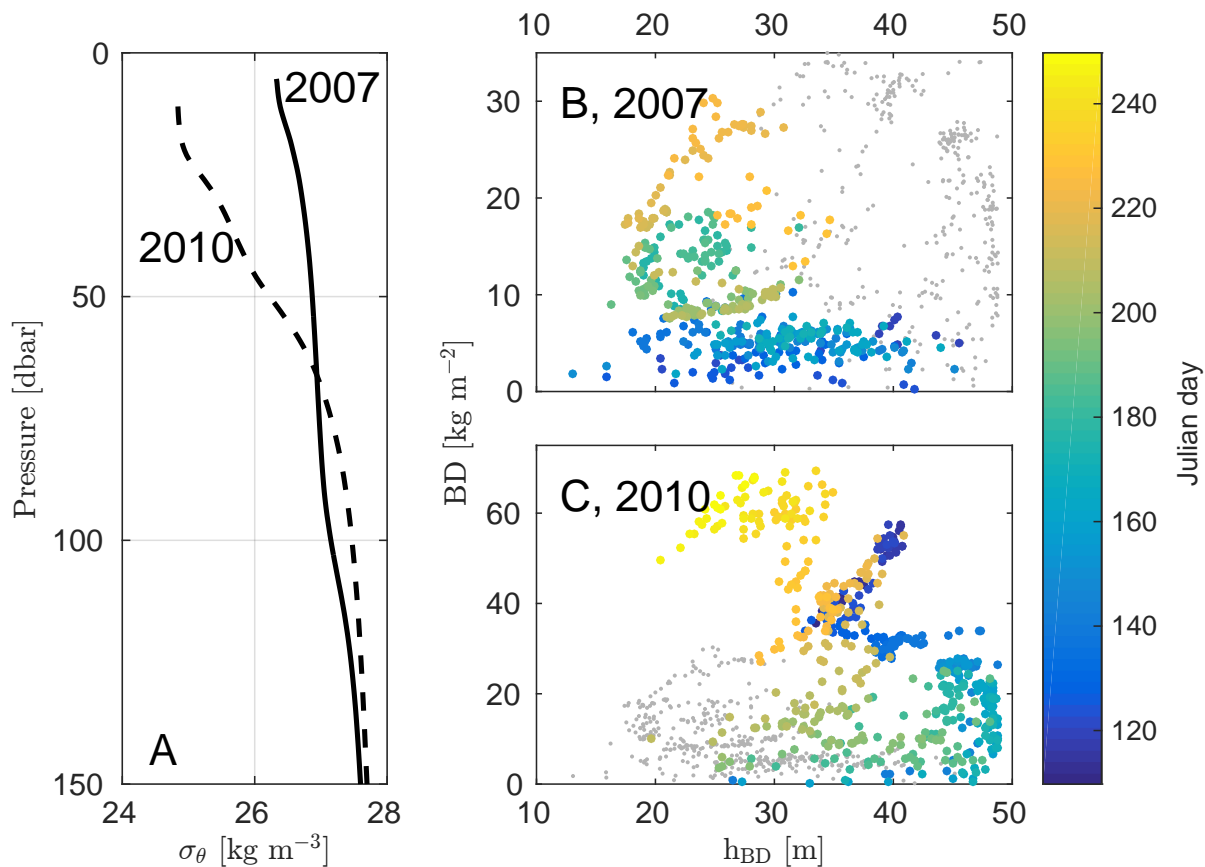 10 20 30 40 50
0
50
100
150
Pressure [dbar]
2007
2010
A
24 26 28
σθ [kg m−3]
B, 2007
30
20
10
0
BD [kg m−2]
C, 2010
60
40
20
0
10 20 30 40 50
hBD [m]
240
220
200
180
160
140
120
Julian day